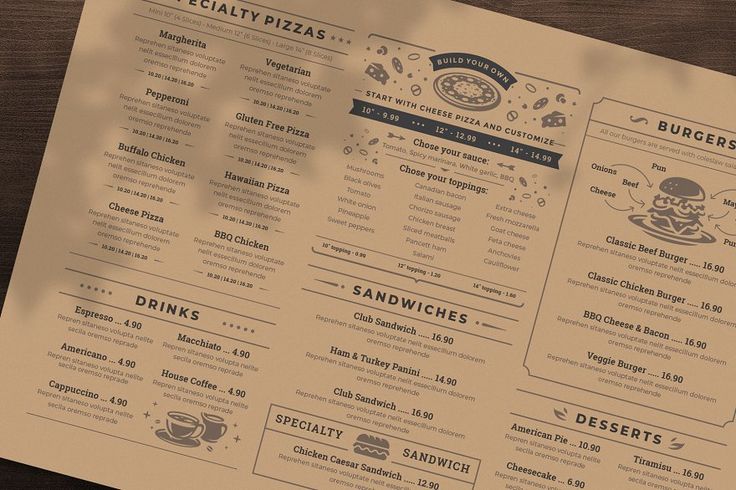 SPECIALTY PIZZAS
Mini 10" (4 Slices) - Medium 12" (6 Slices) - Large 14" (8 Slices)
Margherita
Reprehen sitaneso voluptate
nelit essecillum dolorem
oremso reprehende
10.20 | 14.20 | 16.20
Pepperoni
Reprehen sitaneso voluptate
nelit essecillum dolorem
oremso reprehende
10.20 | 14.20 | 16.20
Buffalo Chicken
Reprehen sitaneso voluptate
nelit essecillum dolorem
oremso reprehende
10.20 | 14.20 | 16.20
Cheese Pizza
Reprehen sitaneso voluptate
nelit essecillum dolorem
oremso reprehende
10.20 | 14.20 | 16.20
Vegetarian
Reprehen sitaneso voluptate
nelit essecillum dolorem
oremso reprehende
10.20 | 14.20 | 16.20
Gluten Free Pizza
Reprehen sitaneso voluptate
nelit essecillum dolorem
oremso reprehende
10.20 | 14.20 | 16.20
Hawaiian Pizza
Reprehen sitaneso voluptate
nelit essecillum dolorem
oremso reprehende
10.20 | 14.20 | 16.20
BBQ Chicken
Reprehen sitaneso voluptate
nelit essecillum dolorem
oremso reprehende
10.20 | 14.20 | 16.20
DRINKS
Espresso ... 4.90
Repren sitaneso volupta nelite
secila oremso reprade
Americano ... 4.90
Repren sitaneso volupta nelite
secila oremso reprade
Cappuccino ... 4.90
Repren sitaneso volupta nelite
secila oremso reprade
Macchiato ... 4.90
Repren sitaneso volupta nelite
secila oremso reprade
House Coffee ... 4.90
Repren sitaneso volupta nelite
secila oremso reprade
BUILD YOUR OWN
START WITH CHEESE PIZZA AND CUSTOMIZE
10" - 9.99 ••• 12" - 12.99 ••• 14" - 14.99
Chose your sauce:
Tomato, Spicy marinara, White garlic, BBQ
Chose your toppings:
Mushrooms
Black olives
Tomato
White onion
Pineapple
Sweet peppers
Canadian bacon
Italian sausage
Chorizo sausage
Chicken breast
Sliced meatballs
Pancett ham
Salami
Extra cheese
Fresh mozzarella
Goat cheese
Feta cheese
Anchovies
Cauliflower
10" topping - 0.99
12" topping - 1.20
14" topping - 1.60
SANDWICHES
Club Sandwich ..... 16.90
Reprehen sitaneso voluptate nelit essecillum dolorem
oremso reprehende
Ham & Turkey Panini ..... 14.90
Reprehen sitaneso voluptate nelit essecillum dolorem
oremso reprehende
Club Sandwich ..... 16.90
Reprehen sitaneso voluptate nelit essecillum dolorem
oremso reprehende
SPECIALTY SANDWICH
Chicken Caesar Sandwich ..... 12.90
Reprehen sitaneso voluptate nelit essecillum dolorem
BURGERS
All our burgers are served with coleslaw salad
Onions
Cheese
Beef
Pun
Classic Beef Burger ..... 16.90
Reprehen sitaneso voluptate nelit essecillum dolorem
oremso reprehende
Classic Chicken Burger ..... 16.90
Reprehen sitaneso voluptate nelit essecillum dolorem
oremso reprehende
BBQ Cheese & Bacon ..... 16.90
Reprehen sitaneso voluptate nelit essecillum dolorem
oremso reprehende
Veggie Burger ..... 16.90
Reprehen sitaneso voluptate nelit essecillum dolorem
oremso reprehende
DESSERTS
American Pie ... 10.90
Repren sitaneso volupta nelite
secila oremso reprade
Cheesecake ... 6.90
Repren sitaneso volupta nelite
Tiramisu ... 16.90
Repren sitaneso volupta nelite